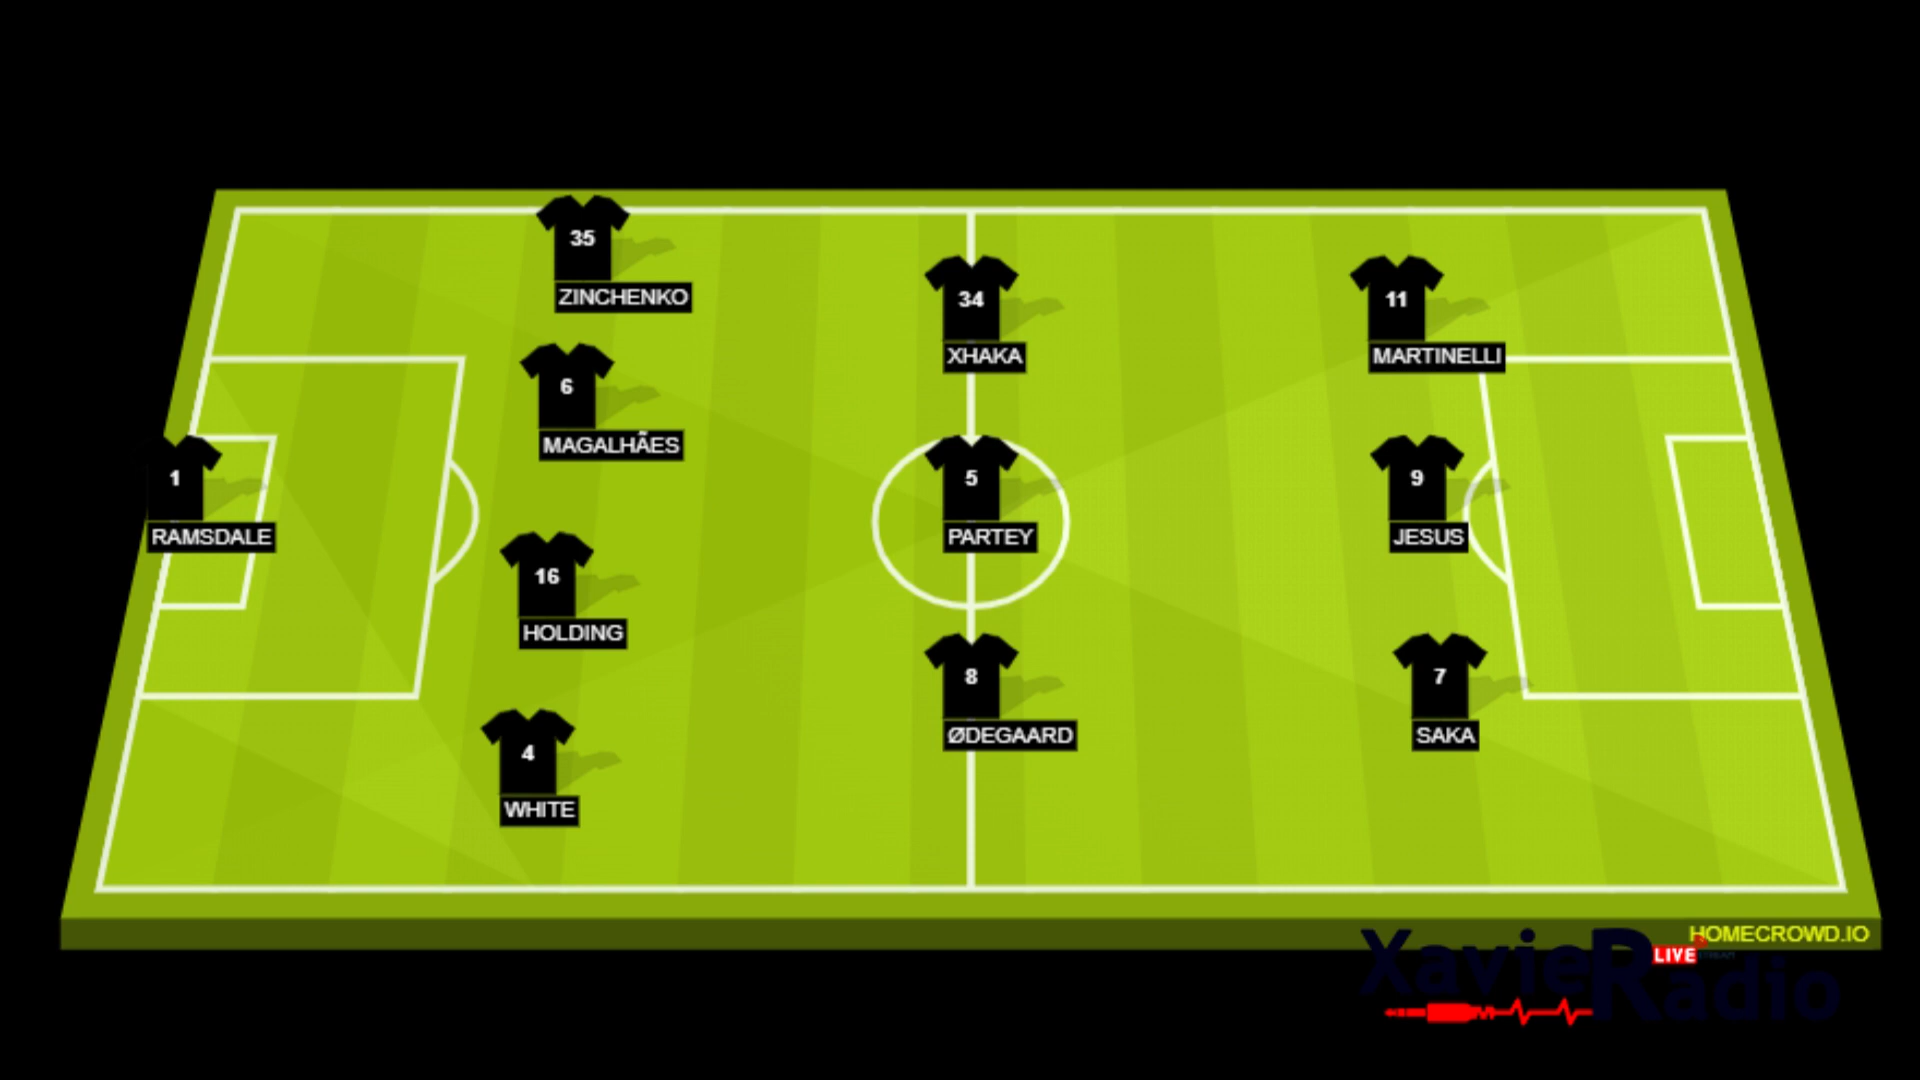 35
ZINCHENKO
34
XHAKA
11
MARTINELLI
6
MAGALHÃES
1
RAMSDALE
5
PARTEY
9
JESUS
16
HOLDING
8
ØDEGAARD
7
SAKA
4
WHITE
HOMECROWD.IO
XavieRadio
LIVE